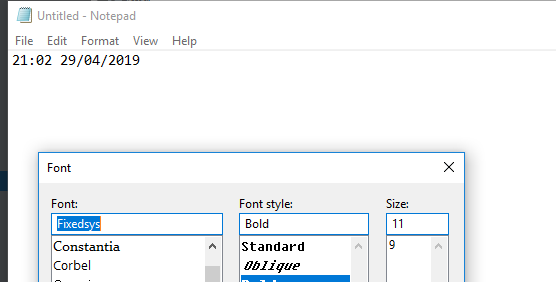 Untitled - Notepad
File Edit Format View Help
21:02 29/04/2019
Font
Font: Font style: Size:
Fixedsys Bold 11
Constantia Standard 9
Corbel Oblique